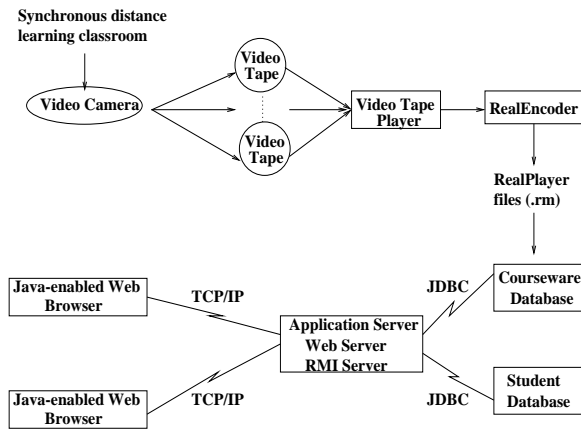 Synchronous distance
learning classroom
Video Camera
Video
Tape
Video
Tape
Video Tape
Player
RealEncoder
RealPlayer
files (.rm)
Courseware
Database
Java-enabled Web
Browser
TCP/IP
JDBC
Application Server
Web Server
RMI Server
Java-enabled Web
Browser
TCP/IP
JDBC
Student
Database